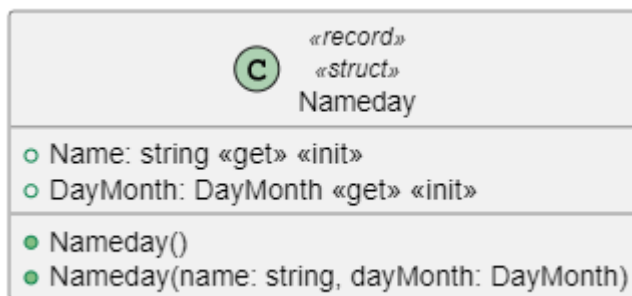 «record»
C
«struct»
Nameday
Name: string «get» «init»
DayMonth: DayMonth «get» «init»
Nameday()
Nameday(name: string, dayMonth: DayMonth)